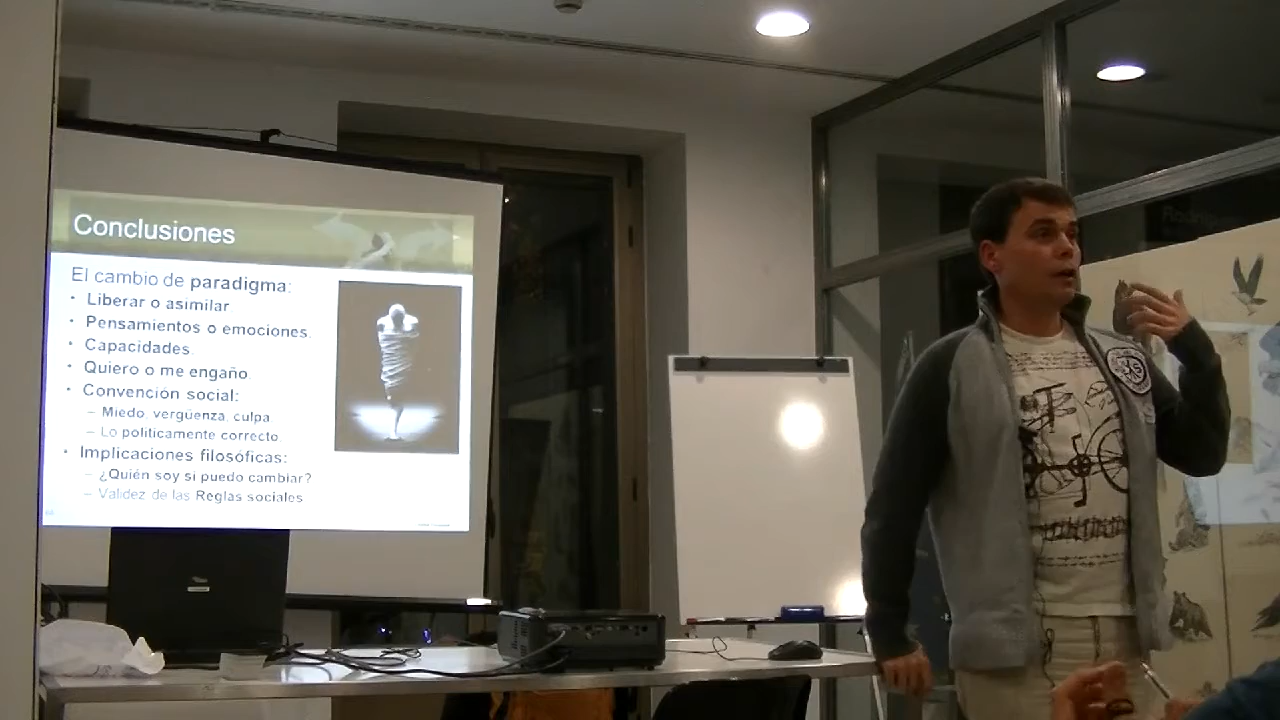 Conclusiones
El cambio de paradigma:
• Liberar o asimilar
• Pensamientos o emociones.
• Capacidades.
• Quiero o me engaño.
• Convención social:
– Miedo, vergüenza, culpa
– Lo políticamente correcto.
• Implicaciones filosóficas:
– ¿Quién soy si puedo cambiar?
– Validez de las Reglas sociales